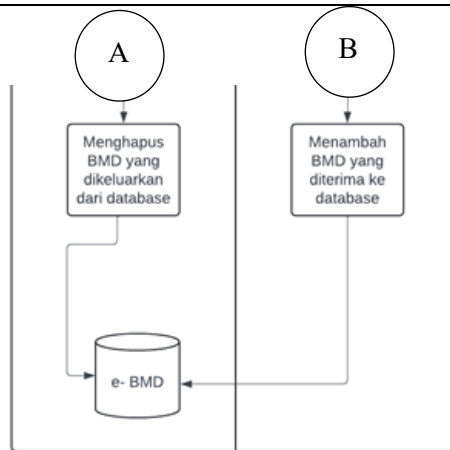 A
B
Menghapus
BMD yang
dikeluarkan
dari database
Menambah
BMD yang
diterima ke
database
e- BMD